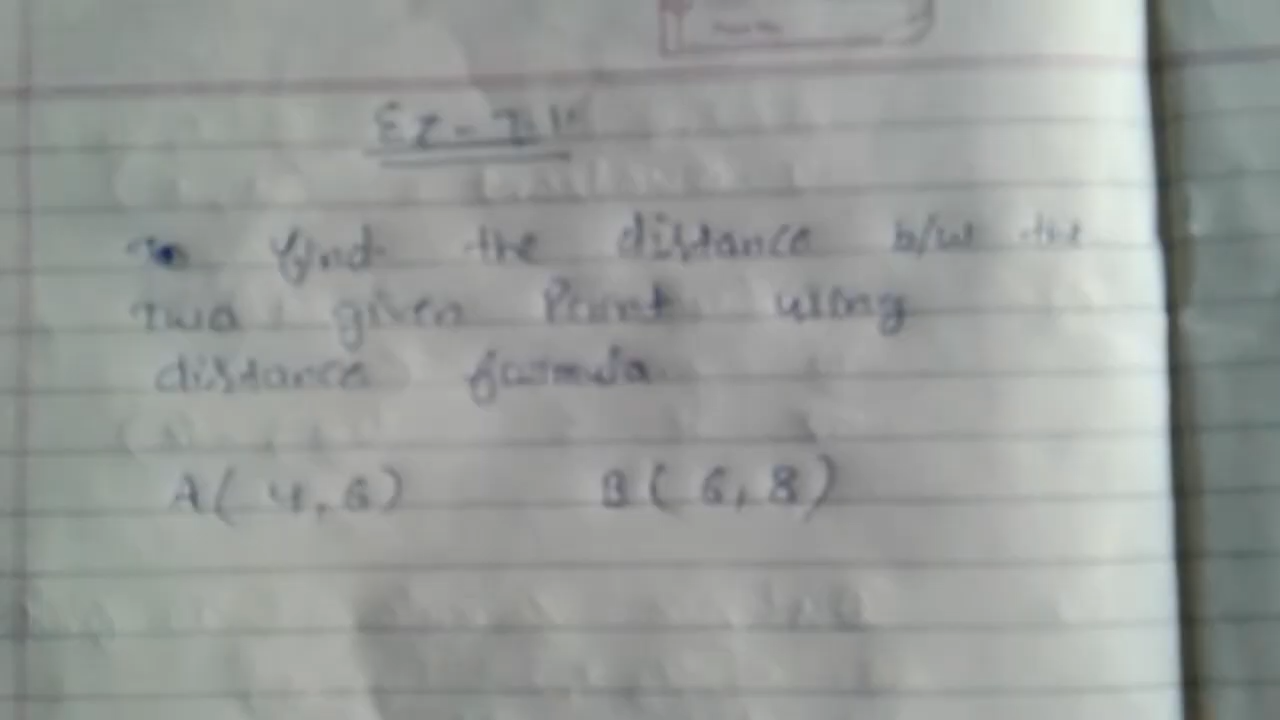 find the distance b/w the
two given Point using
distance formula
A( 4, 6) B( 6, 8)